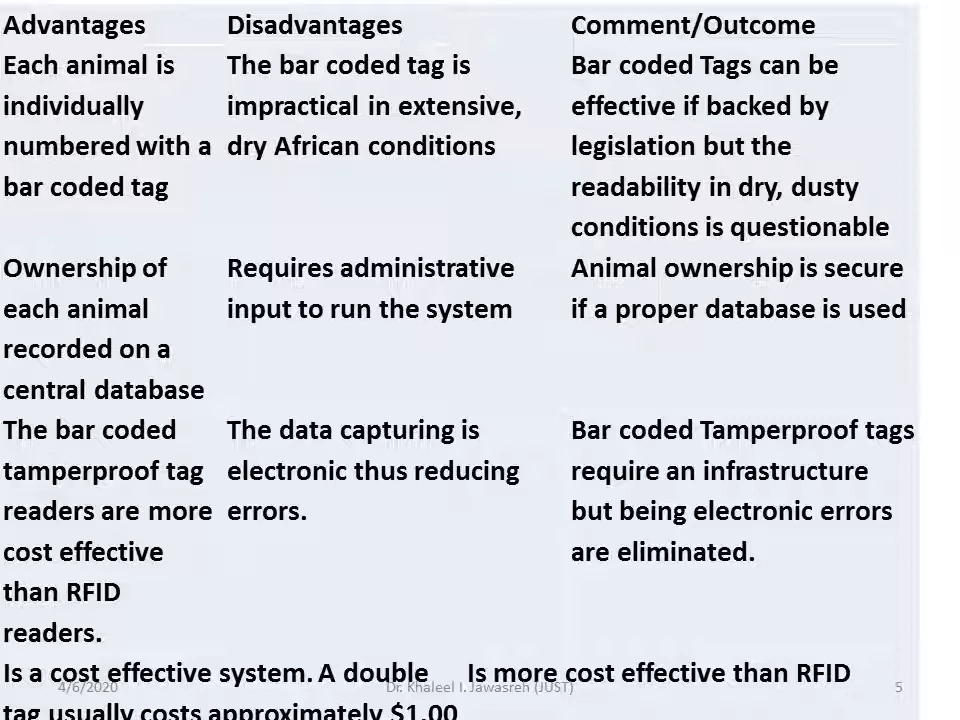 Advantages Disadvantages Comment/Outcome
Each animal is The bar coded tag is Bar coded Tags can be
individually impractical in extensive, effective if backed by
numbered with a dry African conditions legislation but the
bar coded tag readability in dry, dusty
conditions is questionable
Ownership of Requires administrative Animal ownership is secure
each animal input to run the system if a proper database is used
recorded on a
central database
The bar coded The data capturing is Bar coded Tamperproof tags
tamperproof tag electronic thus reducing require an infrastructure
readers are more errors. but being electronic errors
cost effective are eliminated.
than RFID
readers.
Is a cost effective system. A double Is more cost effective than RFID
4/6/2020 Dr. Khaleel I. Jawasreh (JUST) 5
tag usually costs approximately $1.00